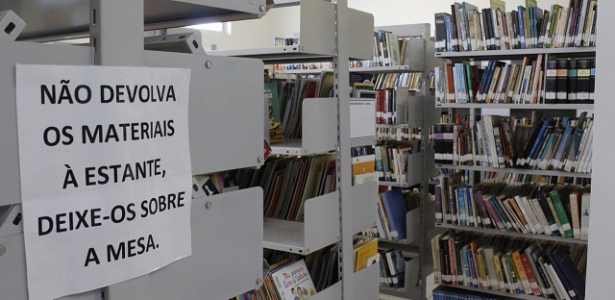 NÃO DEVOLVA
OS MATERIAIS
À ESTANTE,
DEIXE-OS SOBRE
A MESA.